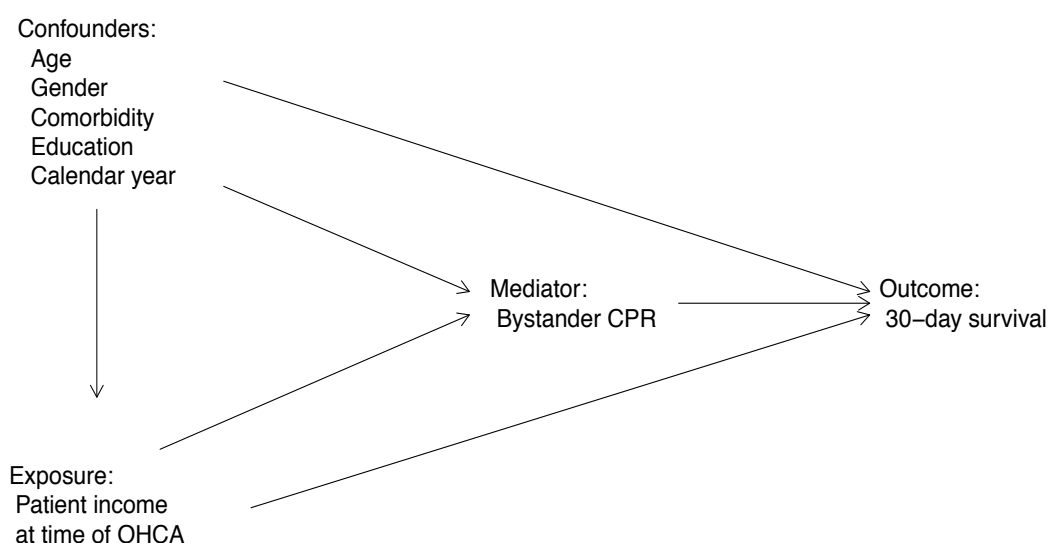 Confounders:
Age
Gender
Comorbidity
Education
Calendar year
Mediator:
Bystander CPR
Outcome:
30−day survival
Exposure:
Patient income
at time of OHCA